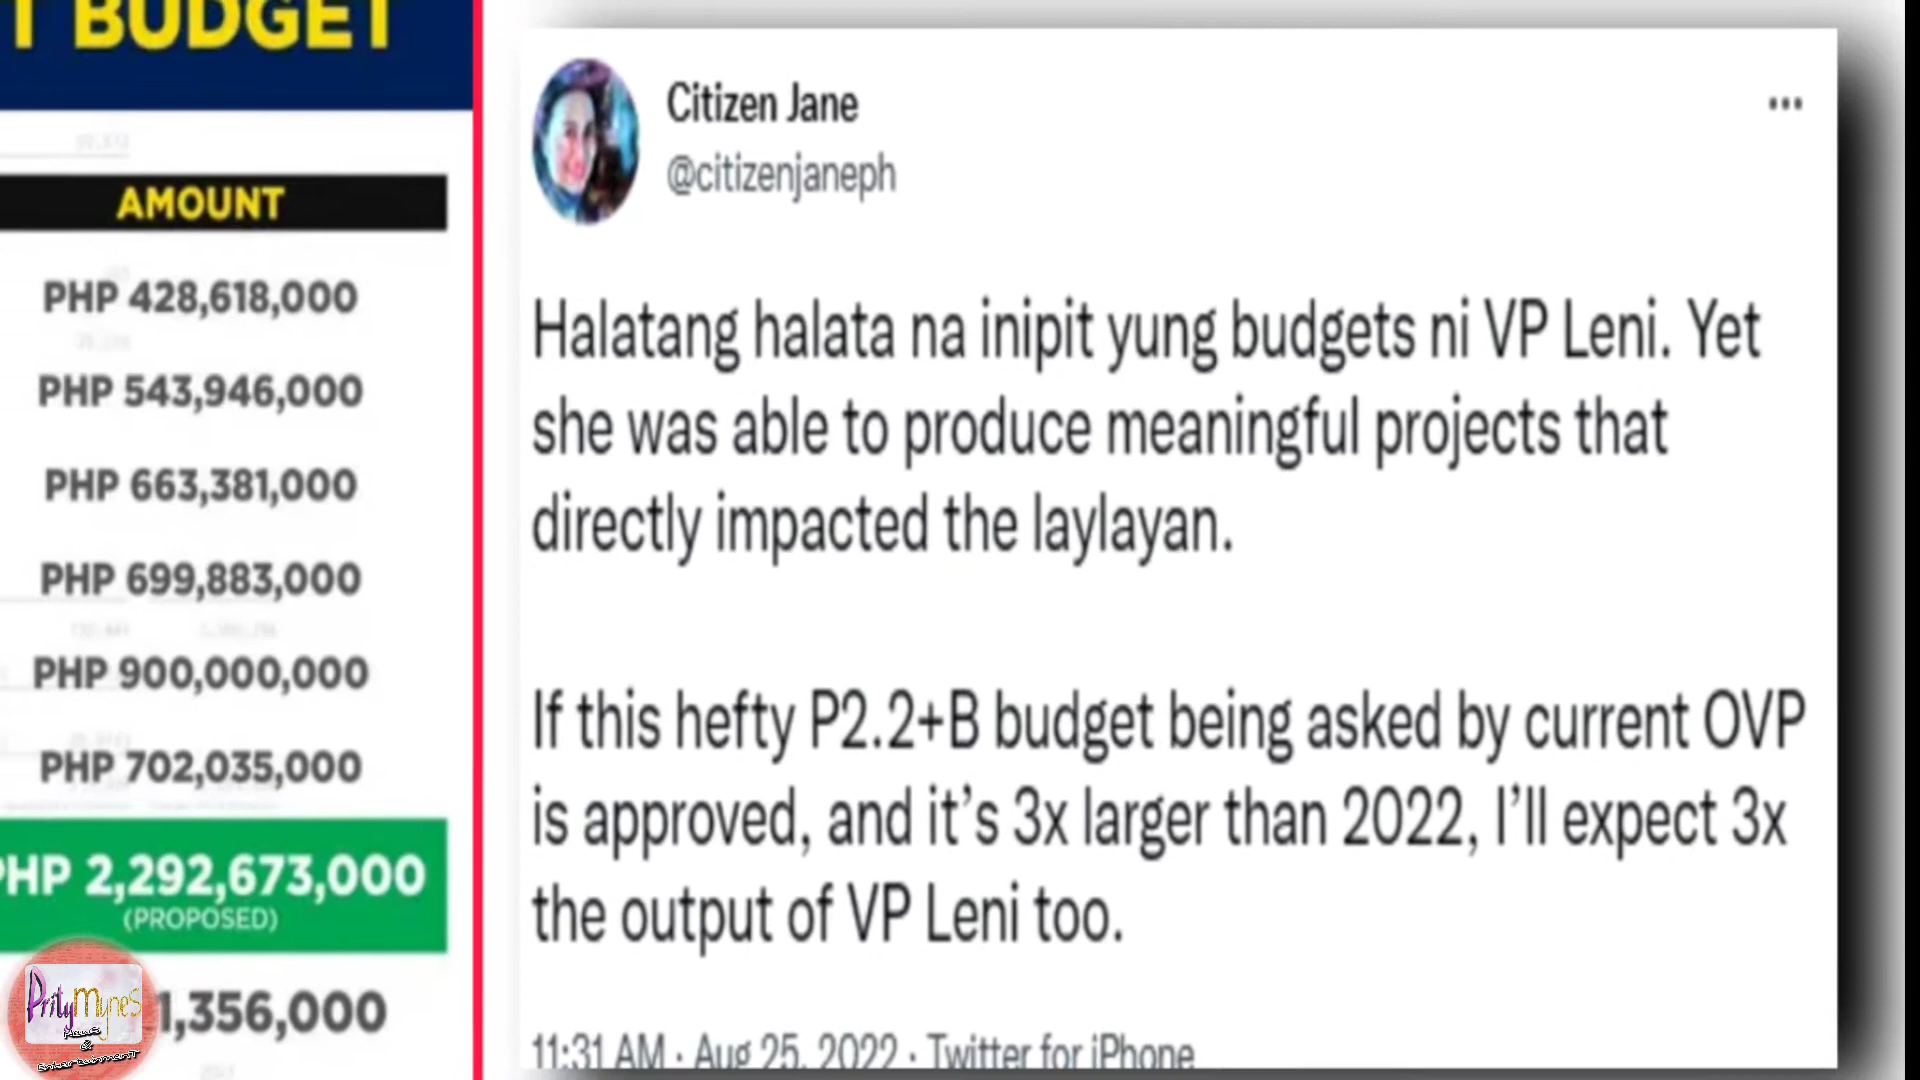 T BUDGET
AMOUNT
PHP 428,618,000
PHP 543,946,000
PHP 663,381,000
PHP 699,883,000
PHP 900,000,000
PHP 702,035,000
PHP 2,292,673,000
(PROPOSED)
1,356,000
PrityMynes
News
&
Entertainment
Citizen Jane
@citizenjaneph
Halatang halata na inipit yung budgets ni VP Leni. Yet
she was able to produce meaningful projects that
directly impacted the laylayan.
If this hefty P2.2+B budget being asked by current OVP
is approved, and it's 3x larger than 2022, I'll expect 3x
the output of VP Leni too.
11:31 AM · Aug 25, 2022 · Twitter for iPhone